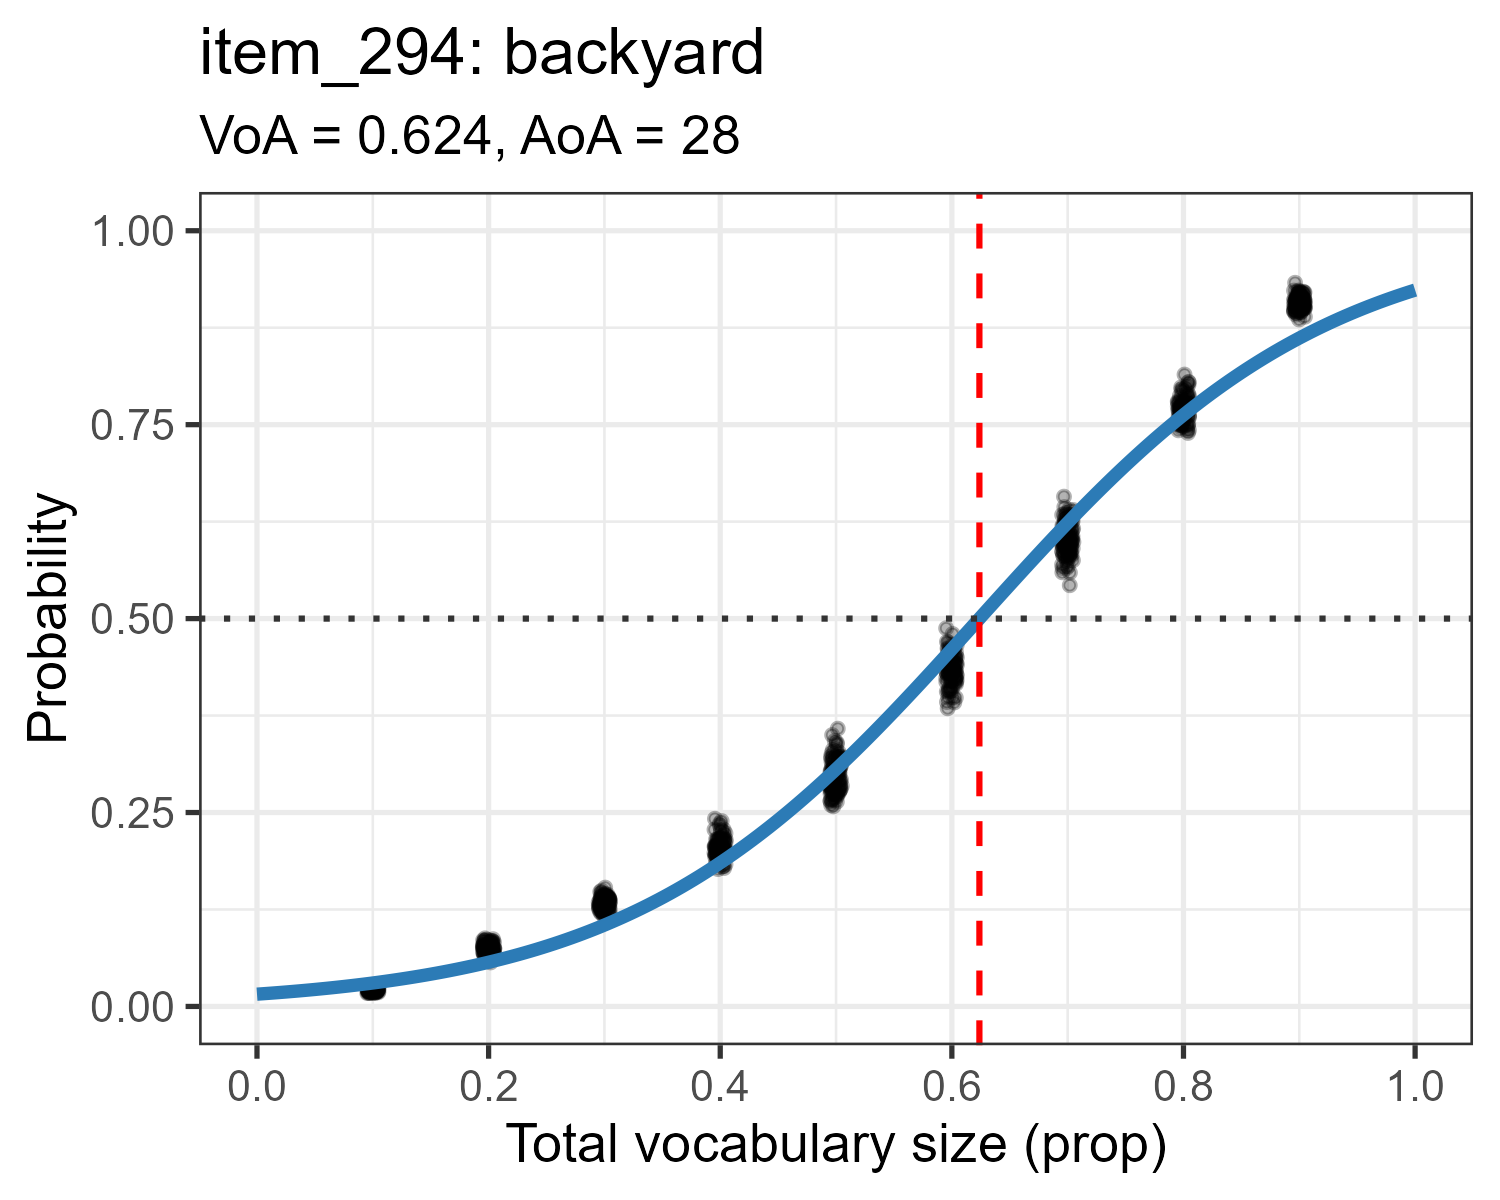 item_294: backyard
VoA = 0.624, AoA = 28
1.00
0.75
0.50
0.25
0.00
Probability
0.0 0.2 0.4 0.6 0.8 1.0
Total vocabulary size (prop)